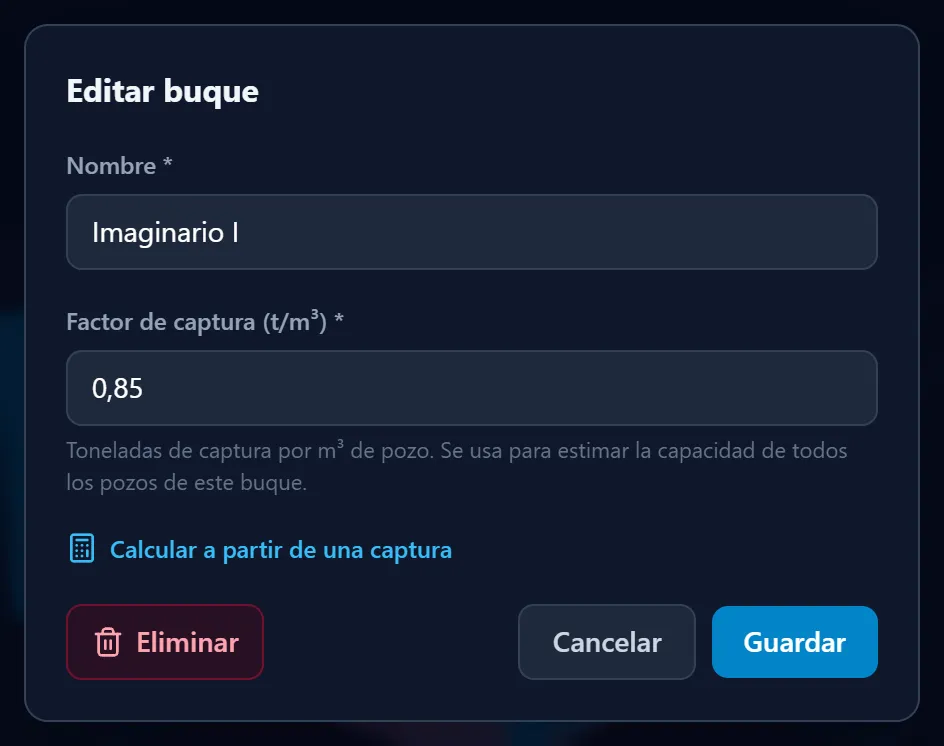 Editar buque
Nombre *
Imaginario I
Factor de captura (t/m³) *
0,85
Toneladas de captura por m³ de pozo. Se usa para estimar la capacidad de todos
los pozos de este buque.
Calcular a partir de una captura
Eliminar
Cancelar
Guardar